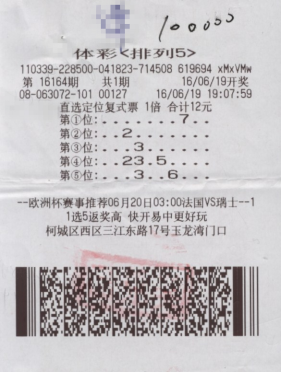 100000
体彩<排列5>
110339-228500-041823-714508 619694 xMxVMw
第 16164期 共1期 16/06/19开奖
08-063072-101 00127 16/06/19 19:07:59
直选定位复式票 1倍 合计12元
第①位:.......7..
第②位:..2.......
第③位:...3......
第④位:..23.5....
第⑤位:...3..6...
--欧洲杯赛事推荐06月20日03:00法国VS瑞士--1
1选5返奖高 快开易中更好玩
柯城区西区三江东路17号玉龙湾门口